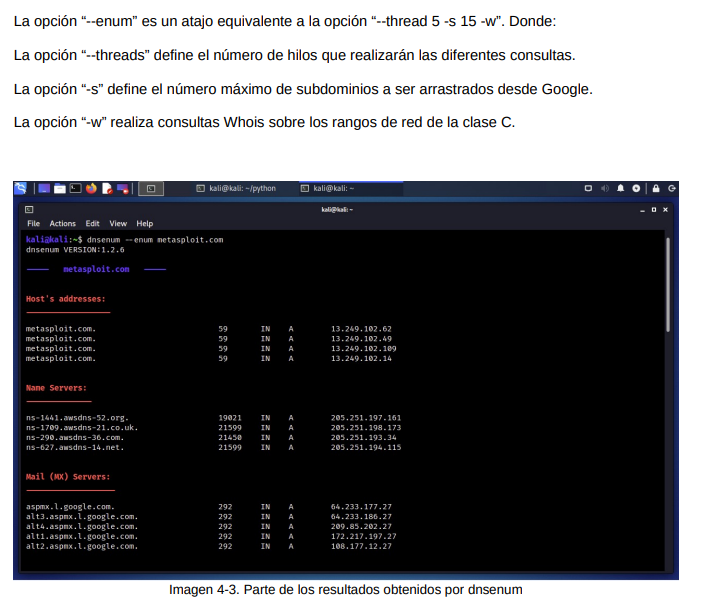 La opción “--enum” es un atajo equivalente a la opción “--thread 5 -s 15 -w”. Donde:
La opción “--threads” define el número de hilos que realizarán las diferentes consultas.
La opción “-s” define el número máximo de subdominios a ser arrastrados desde Google.
La opción “-w” realiza consultas Whois sobre los rangos de red de la clase C.
kali@kali: ~/python kali@kali: ~
kali@kali: ~
File Actions Edit View Help
kali@kali:~$ dnsenum --enum metasploit.com
dnsenum VERSION:1.2.6
----- metasploit.com -----
Host's addresses:
metasploit.com. 59 IN A 13.249.102.62
metasploit.com. 59 IN A 13.249.102.49
metasploit.com. 59 IN A 13.249.102.109
metasploit.com. 59 IN A 13.249.102.14
Name Servers:
ns-1441.awsdns-52.org. 19021 IN A 205.251.197.161
ns-1709.awsdns-21.co.uk. 21599 IN A 205.251.198.173
ns-290.awsdns-36.com. 21450 IN A 205.251.193.34
ns-627.awsdns-14.net. 21599 IN A 205.251.194.115
Mail (MX) Servers:
aspmx.l.google.com. 292 IN A 64.233.177.27
alt3.aspmx.l.google.com. 292 IN A 64.233.186.27
alt4.aspmx.l.google.com. 292 IN A 209.85.202.27
alt1.aspmx.l.google.com. 292 IN A 172.217.197.27
alt2.aspmx.l.google.com. 292 IN A 108.177.12.27
Imagen 4-3. Parte de los resultados obtenidos por dnsenum